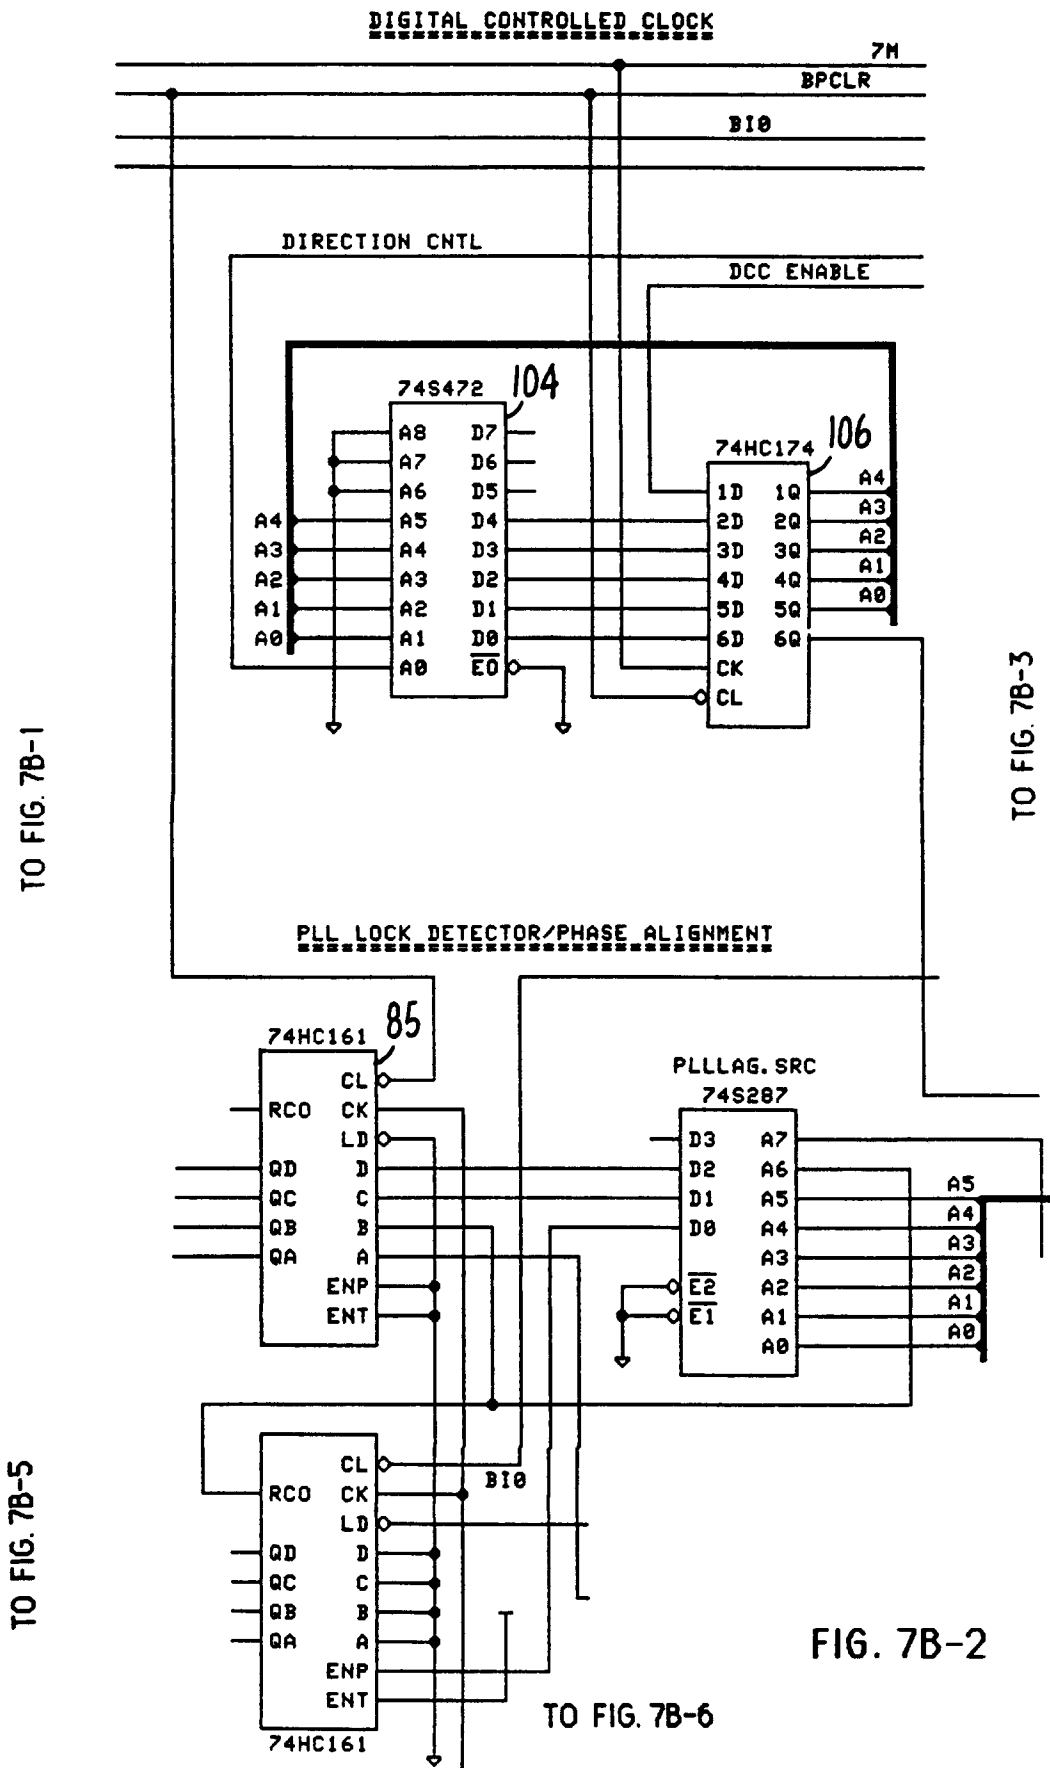 DIGITAL CONTROLLED CLOCK
7M
BPCLR
BI0
DIRECTION CNTL
DCC ENABLE
74S472
104
A8 D7
A7 D6
A6 D5
A4 A5 D4
A3 A4 D3
A2 A3 D2
A1 A2 D1
A0 A1 D0
A0 E0
74HC174
106
1D 1Q A4
2D 2Q A3
3D 3Q A2
4D 4Q A1
5D 5Q A0
6D 6Q
CK
CL
TO FIG. 7B-1
TO FIG. 7B-3
PLL LOCK DETECTOR/PHASE ALIGNMENT
74HC161
85
CL
RCO CK
LD
QD D
QC C
QB B
QA A
ENP
ENT
PLLLAG.SRC
74S287
D3 A7
D2 A6
D1 A5 A5
D0 A4 A4
A3 A3
E2 A2 A2
E1 A1 A1
A0 A0
CL
BI0
RCO CK
LD
QD D
QC C
QB B
QA A
ENP
ENT
74HC161
TO FIG. 7B-5
TO FIG. 7B-6
FIG. 7B-2